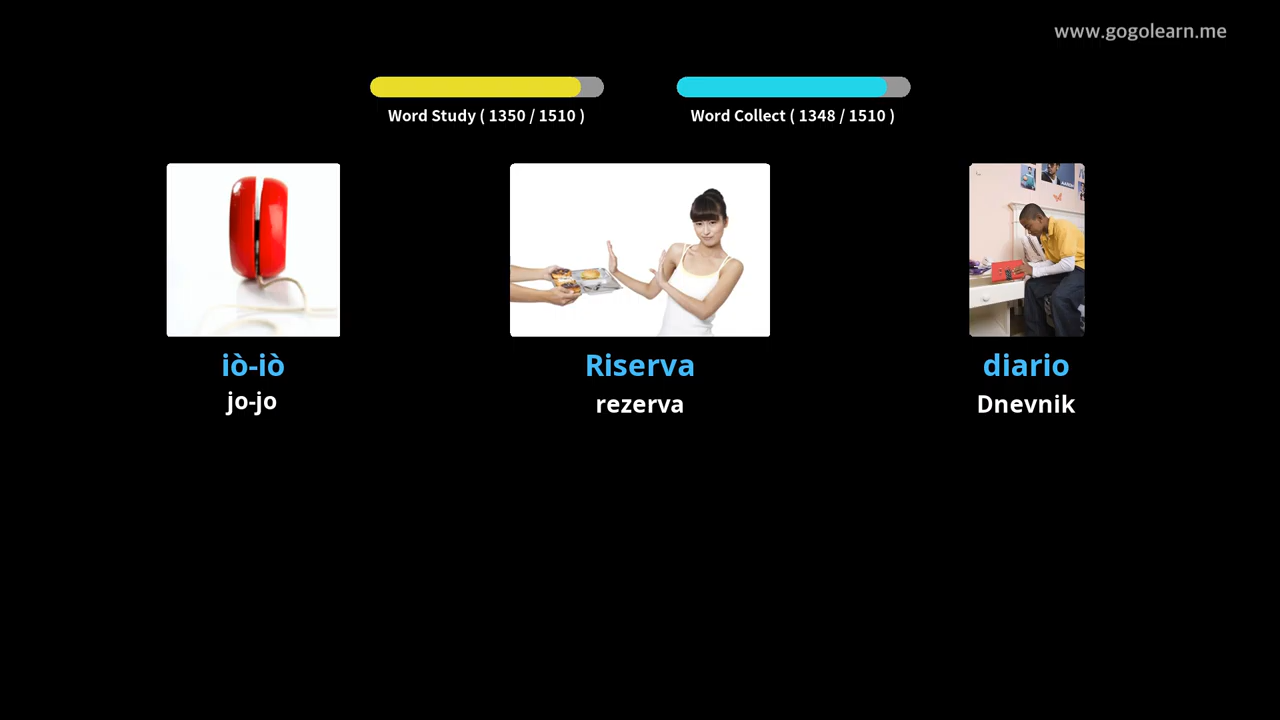 www.gogolearn.me
Word Study ( 1350 / 1510 )
Word Collect ( 1348 / 1510 )
iò-iò
jo-jo
Riserva
rezerva
diario
Dnevnik